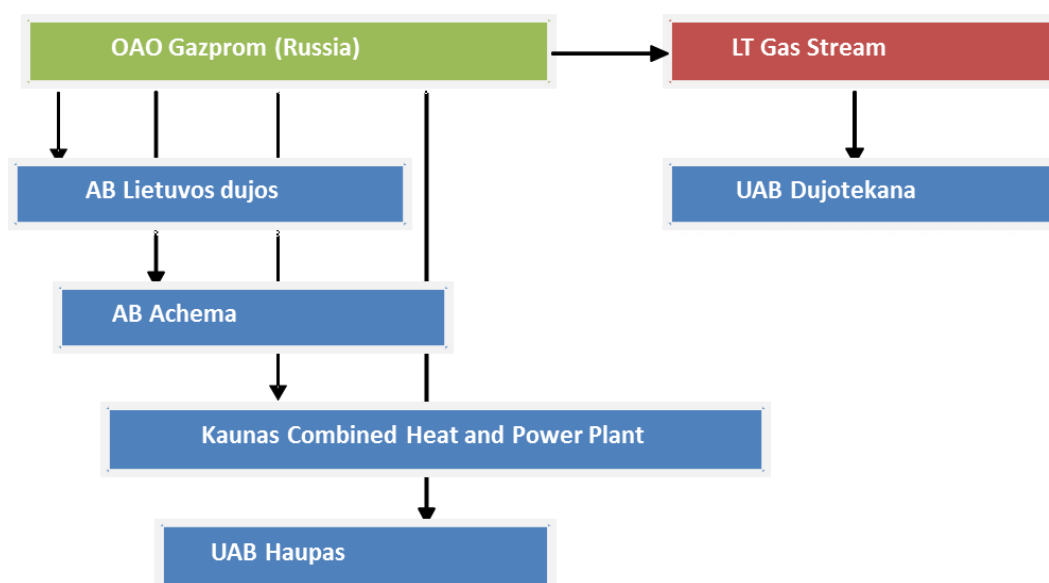 OAO Gazprom (Russia)
LT Gas Stream
AB Lietuvos dujos
UAB Dujotekana
AB Achema
Kaunas Combined Heat and Power Plant
UAB Haupas